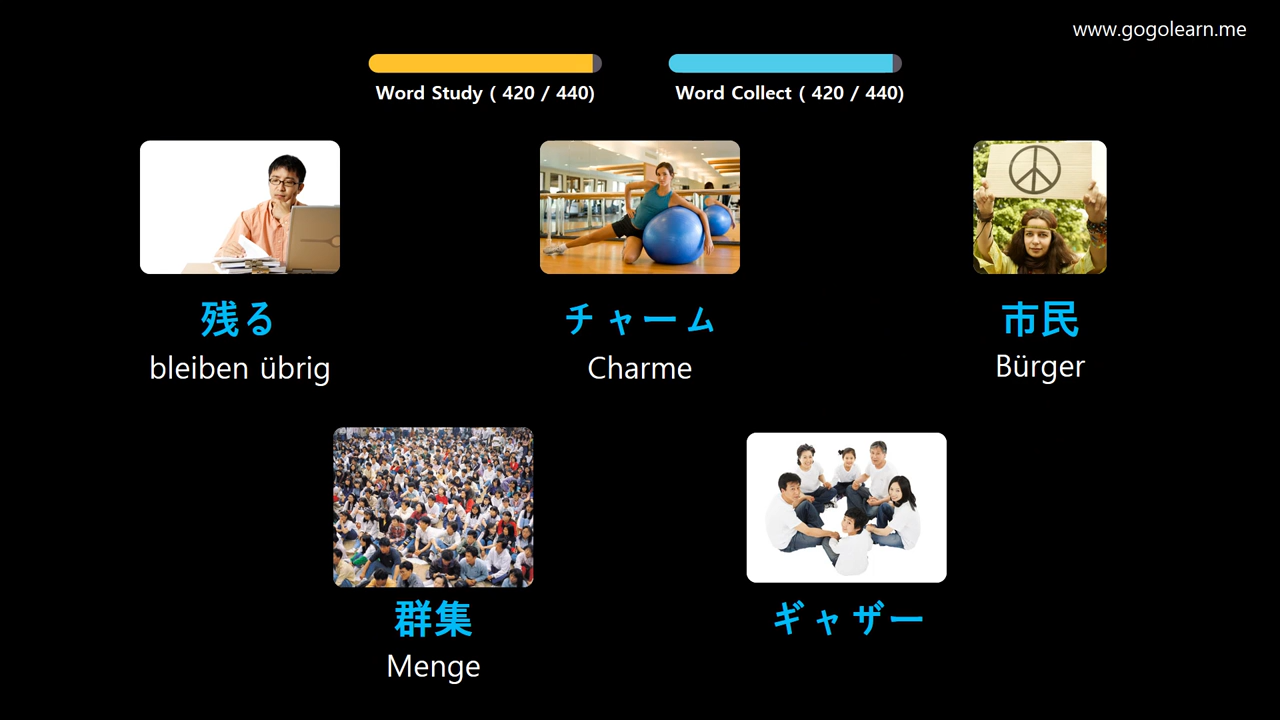 www.gogolearn.me
Word Study ( 420 / 440)
Word Collect ( 420 / 440)
残る
bleiben übrig
チャーム
Charme
市民
Bürger
群集
Menge
ギャザー